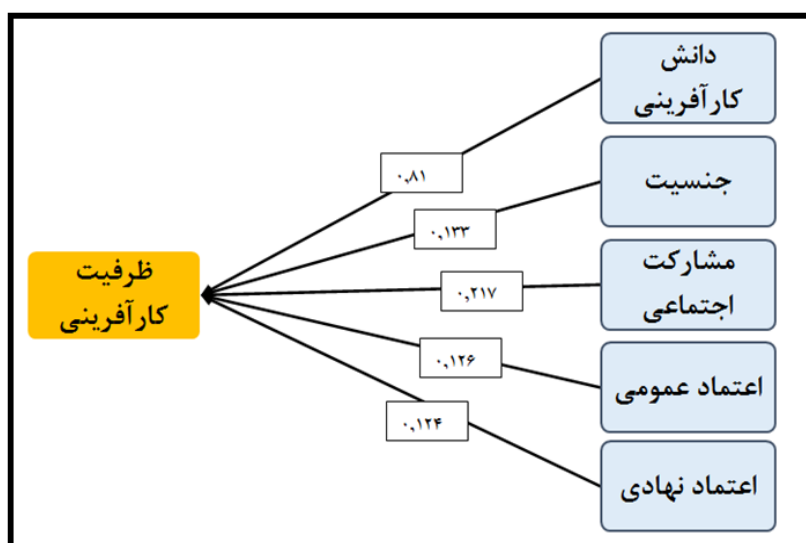 دانش
کارآفرینی
۰,۸۱
جنسیت
۰,۱۳۳
مشارکت
اجتماعی
۰,۲۱۷
ظرفیت
کارآفرینی
اعتماد عمومی
۰,۱۲۶
اعتماد نهادی
۰,۱۲۴